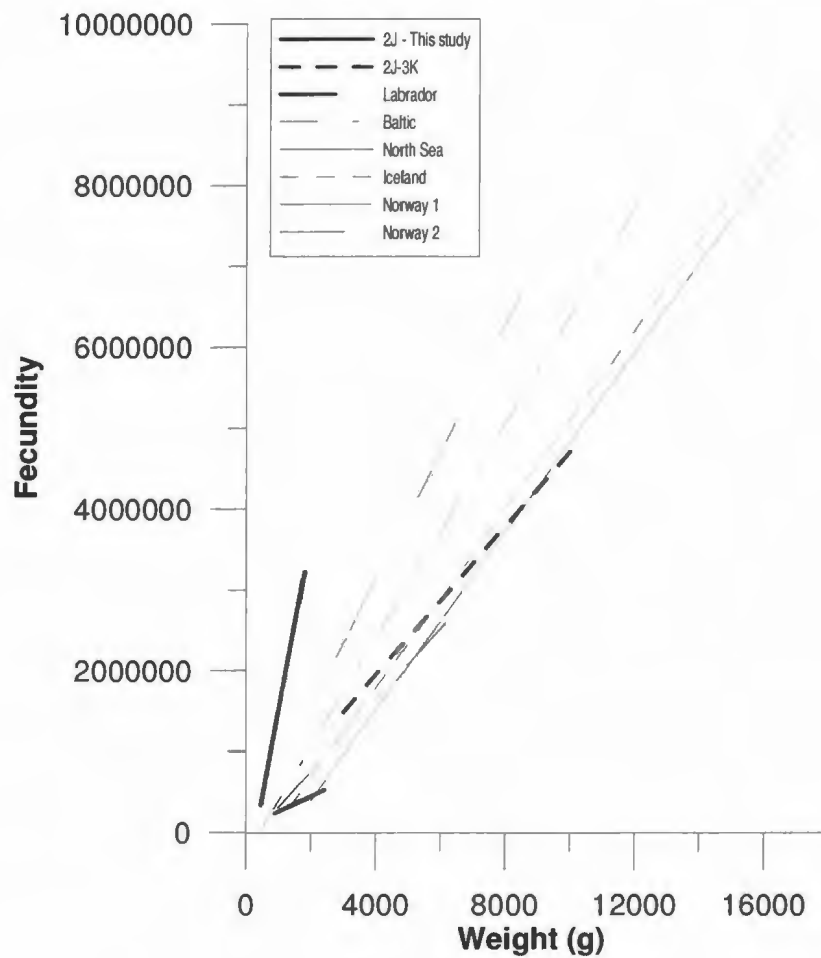 10000000
8000000
6000000
4000000
2000000
0
Fecundity
2J - This study
2J-3K
Labrador
Baltic
North Sea
Iceland
Norway 1
Norway 2
0 4000 8000 12000 16000
Weight (g)